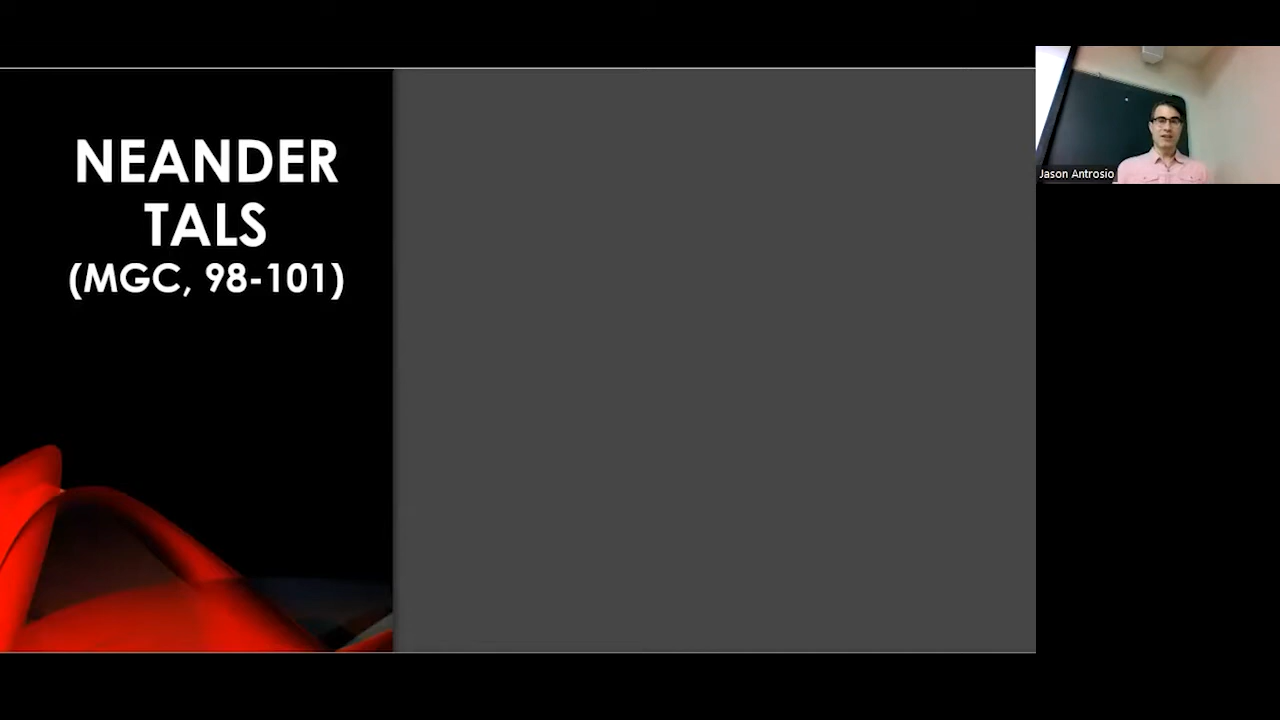 NEANDER
TALS
(MGC, 98-101)
Jason Antrosio